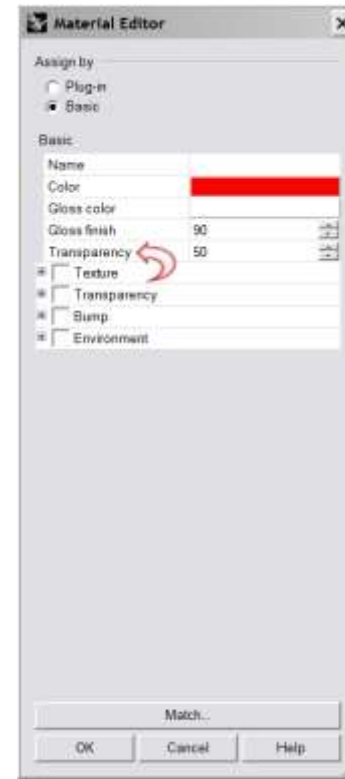 Material Editor
Assign by
Plug-in
Basic
Basic
Name
Color
Gloss color
Gloss finish 90
Transparency 50
Texture
Transparency
Bump
Environment
Match...
OK Cancel Help